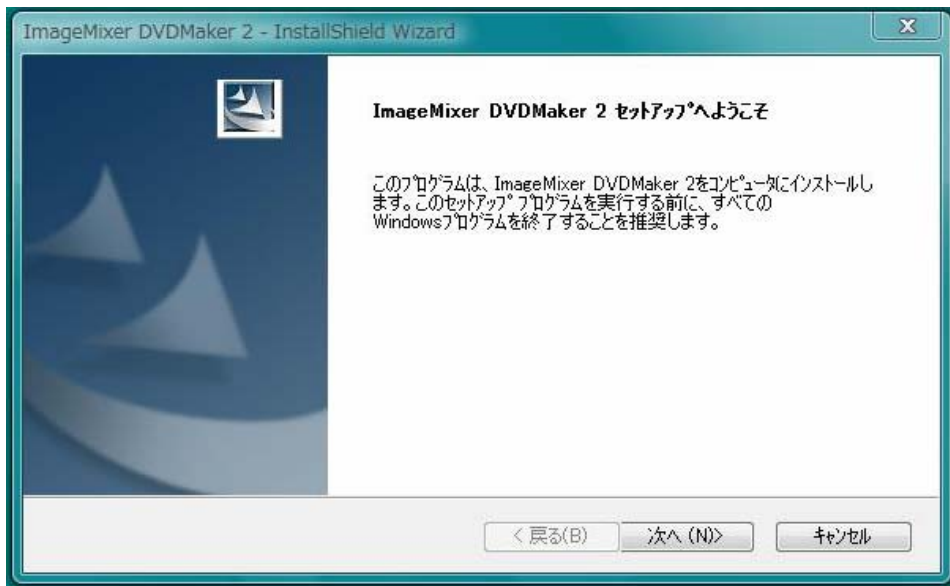 ImageMixer DVDMaker 2 - InstallShield Wizard
ImageMixer DVDMaker 2 セットアップへようこそ
このプログラムは、ImageMixer DVDMaker 2をコンピュータにインストールし
ます。このセットアップ プログラムを実行する前に、すべての
Windowsプログラムを終了することを推奨します。
< 戻る(B)
次へ (N)>
キャンセル